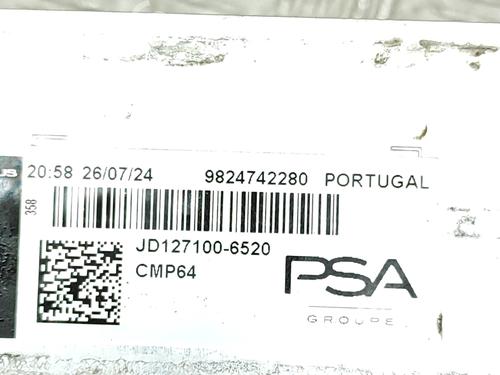 20:58 26/07/24 9824742280 PORTUGAL
358
JD127100-6520
CMP64
PSA
GROUPE